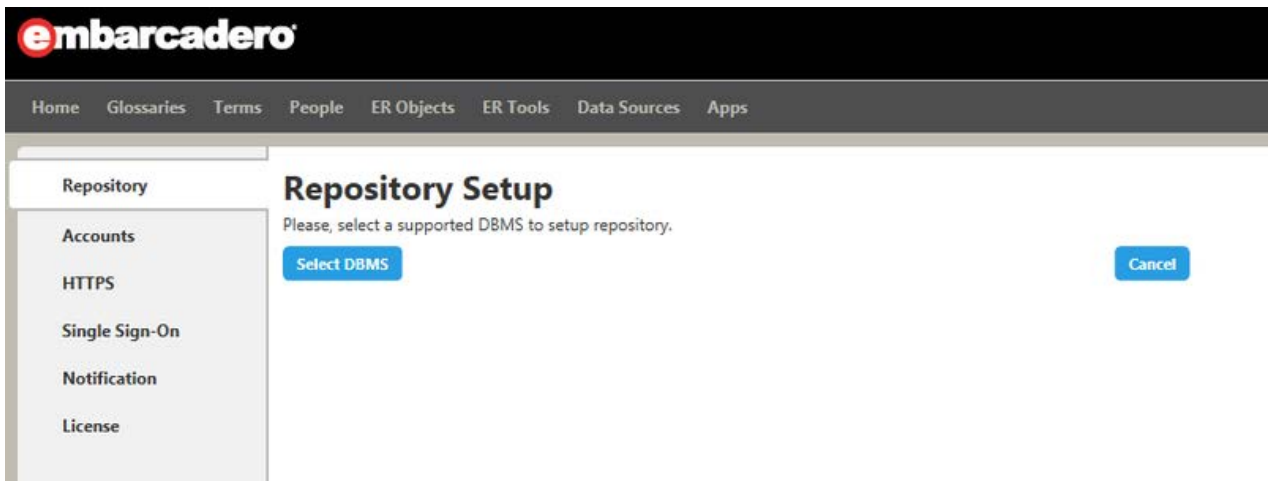 embarcadero
Home Glossaries Terms People ER Objects ER Tools Data Sources Apps
Repository
Accounts
HTTPS
Single Sign-On
Notification
License
Repository Setup
Please, select a supported DBMS to setup repository.
Select DBMS Cancel